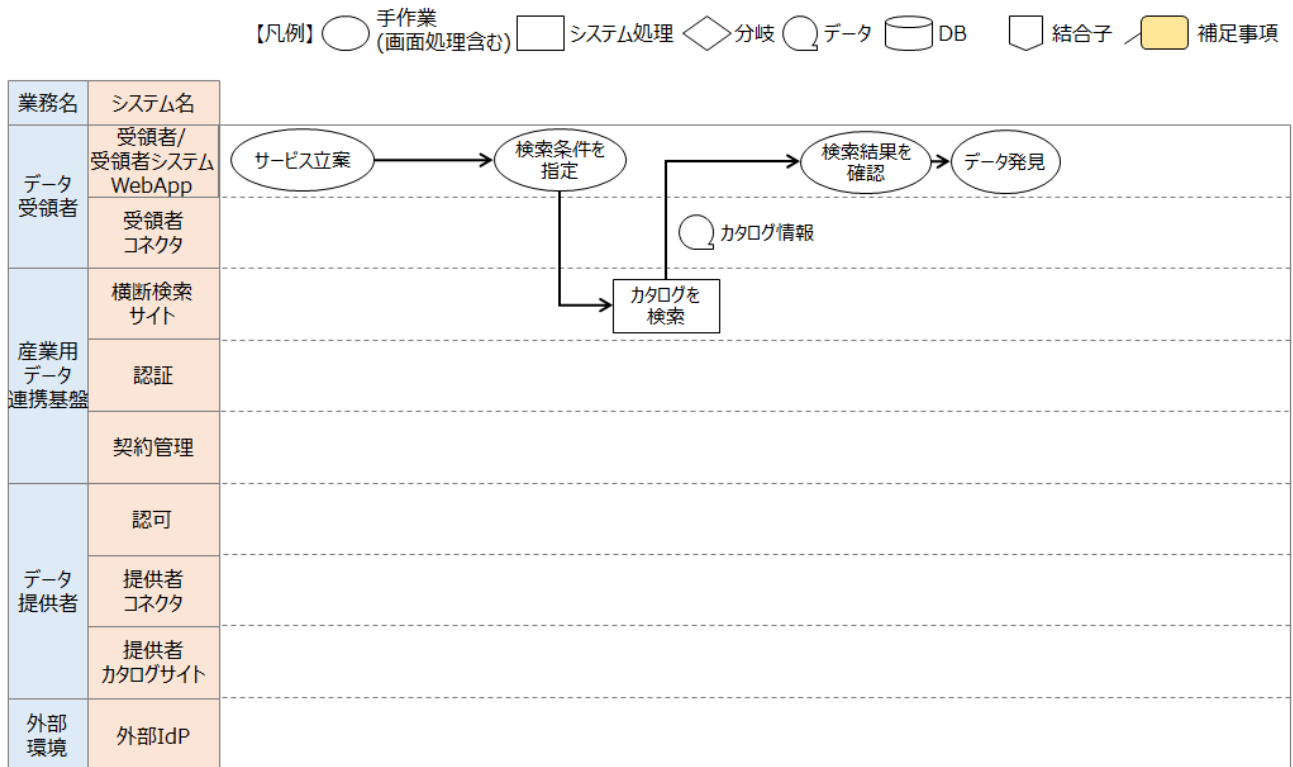 【凡例】
手作業
(画面処理含む)
システム処理
分岐
データ
DB
結合子
補足事項
業務名
システム名
データ
受領者
受領者/
受領者システム
WebApp
サービス立案
検索条件を
指定
検索結果を
確認
データ発見
受領者
コネクタ
カタログ情報
産業用
データ
連携基盤
横断検索
サイト
カタログを
検索
認証
契約管理
データ
提供者
認可
提供者
コネクタ
提供者
カタログサイト
外部
環境
外部IdP